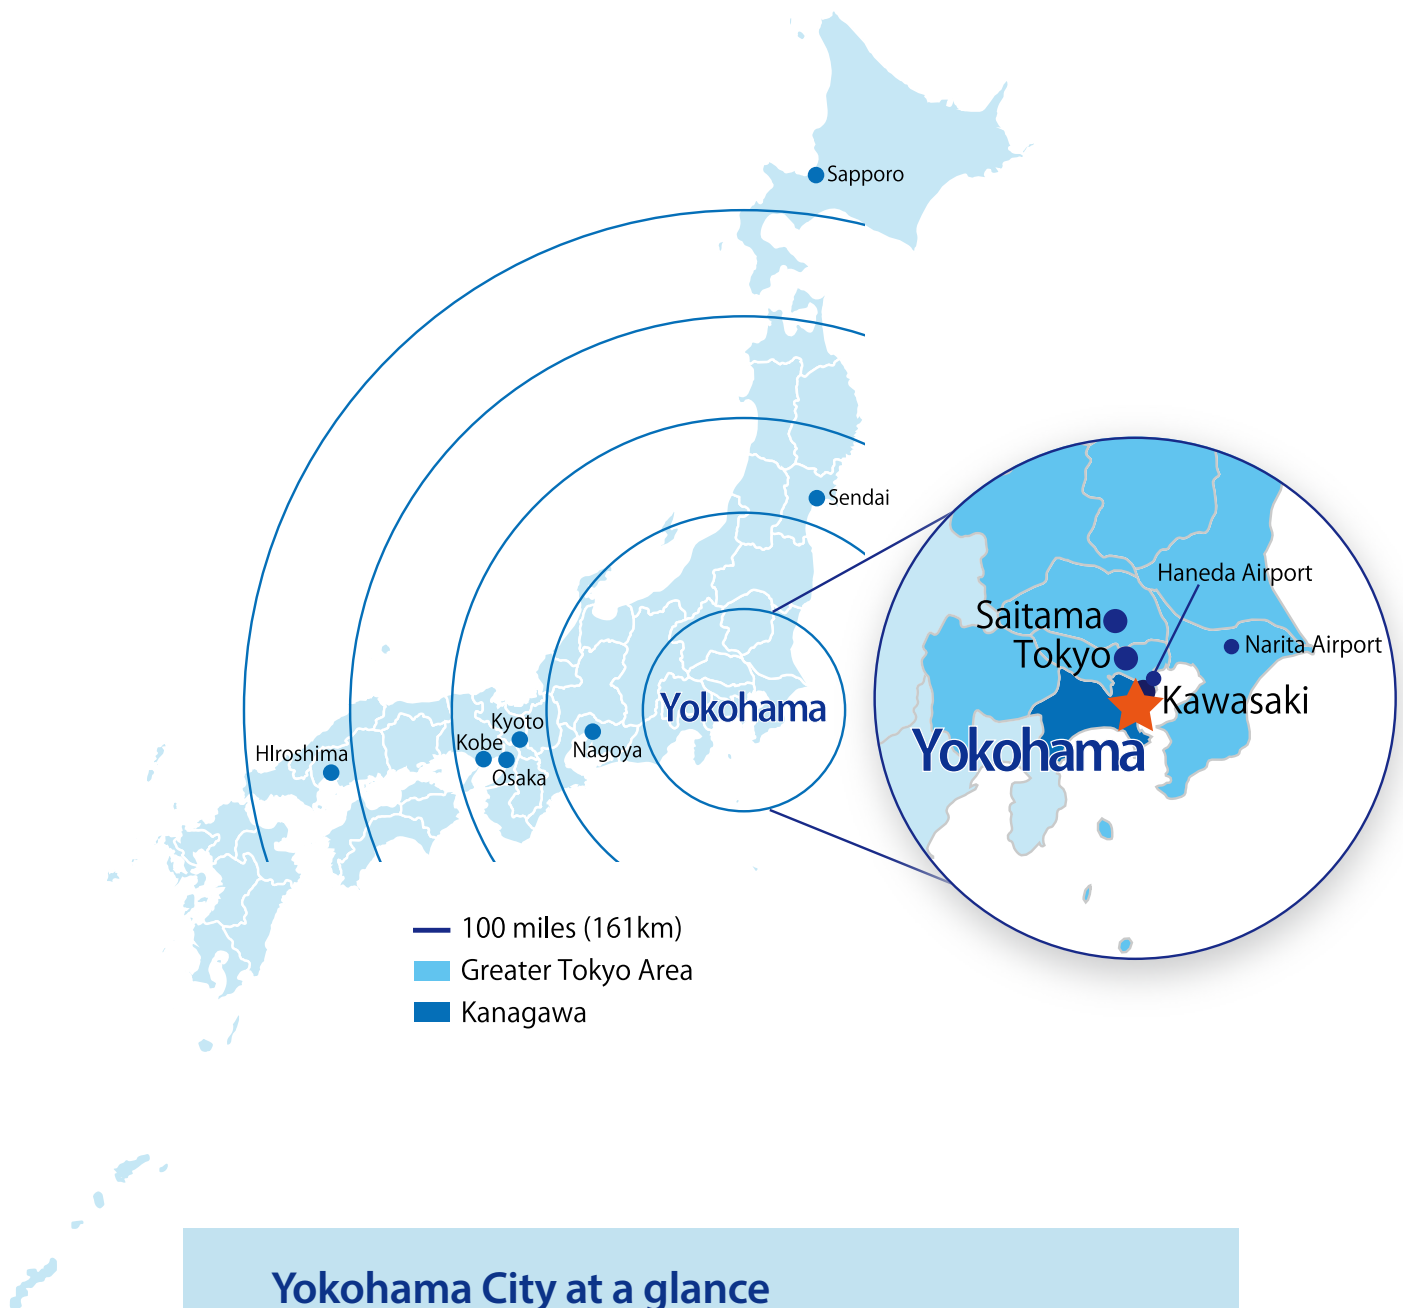 Sapporo
Sendai
Haneda Airport
Saitama
Tokyo
Narita Airport
Kawasaki
Yokohama
Yokohama
Kyoto
Kobe
Osaka
Nagoya
HIroshima
100 miles (161km)
Greater Tokyo Area
Kanagawa
Yokohama City at a glance